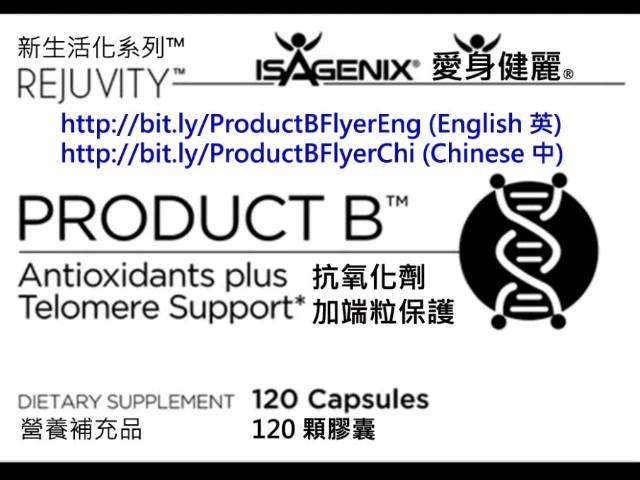 新生活化系列™
REJUVITY™
ISAGENIX® 愛身健麗®
http://bit.ly/ProductBFlyerEng (English 英)
http://bit.ly/ProductBFlyerChi (Chinese 中)
PRODUCT B™
Antioxidants plus 抗氧化劑
Telomere Support* 加端粒保護
DIETARY SUPPLEMENT 120 Capsules
營養補充品 120 顆膠囊